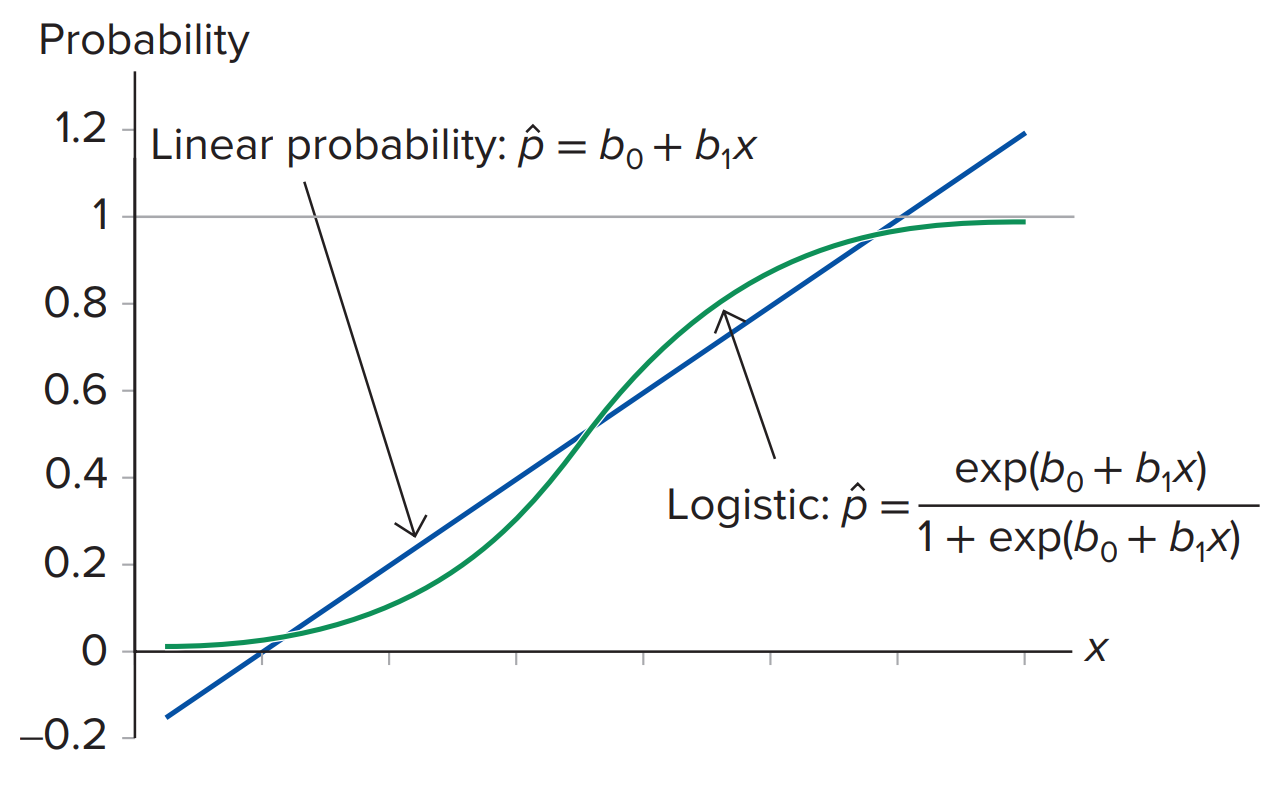 Probability
1.2
Linear probability: p̂ = b₀ + b₁x
1
0.8
0.6
0.4
Logistic: p̂ = exp(b₀ + b₁x) / 1 + exp(b₀ + b₁x)
0.2
0
x
–0.2